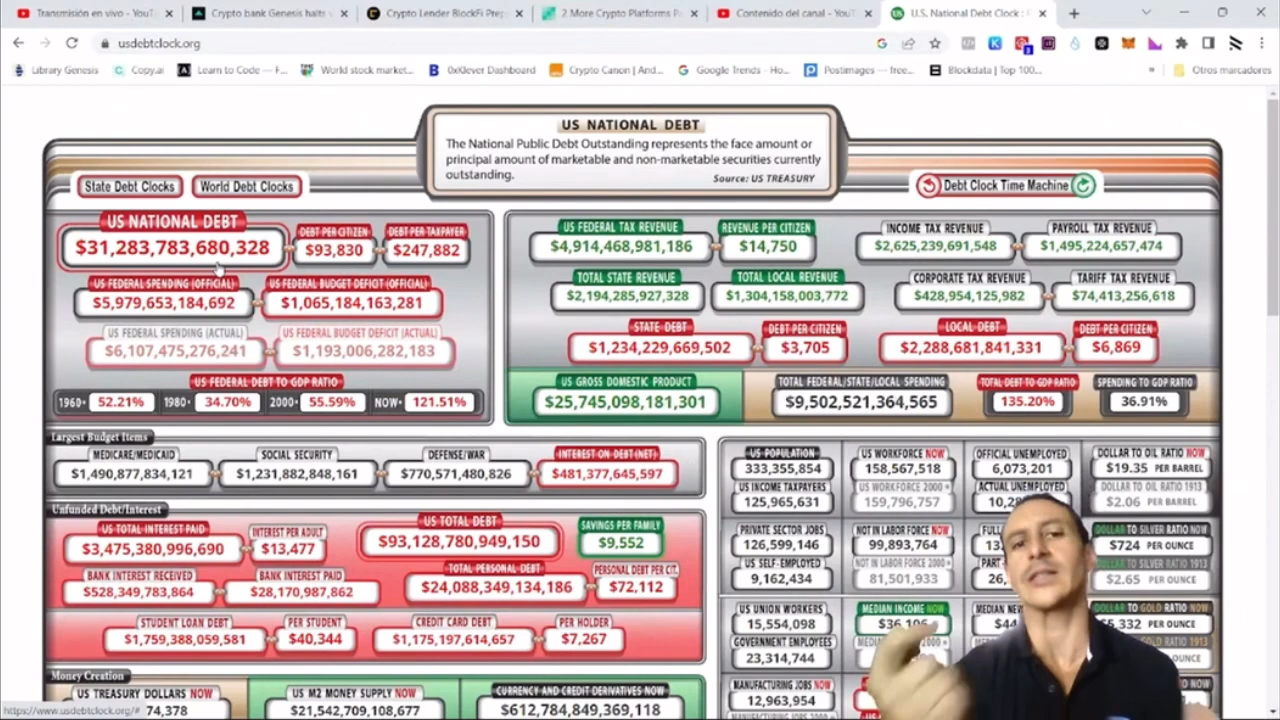 Transmisión en vivo - YouT
Crypto bank Genesis halts
Crypto Lender BlockFi Prep
2 More Crypto Platforms P
Contenido del canal - YouT
U.S. National Debt Clock :
usdebtclock.org
Library Genesis
Copy.ai
Learn to Code — F...
World stock market...
0xKlever Dashboard
Crypto Canon | And...
Google Trends - Ho...
Postimages — free...
Blockdata | Top 100...
Otros marcadores
US NATIONAL DEBT
The National Public Debt Outstanding represents the face amount or
principal amount of marketable and non-marketable securities currently
outstanding.
Source: US TREASURY
State Debt Clocks
World Debt Clocks
Debt Clock Time Machine
US NATIONAL DEBT
$31,283,783,680,328
DEBT PER CITIZEN
$93,830
DEBT PER TAXPAYER
$247,882
US FEDERAL SPENDING (OFFICIAL)
$5,979,653,184,692
US FEDERAL BUDGET DEFICIT (OFFICIAL)
$1,065,184,163,281
US FEDERAL SPENDING (ACTUAL)
$6,107,475,276,241
US FEDERAL BUDGET DEFICIT (ACTUAL)
$1,193,006,282,183
US FEDERAL DEBT TO GDP RATIO
1960• 52.21% 1980• 34.70% 2000• 55.59% NOW• 121.51%
US FEDERAL TAX REVENUE
$4,914,468,981,186
REVENUE PER CITIZEN
$14,750
INCOME TAX REVENUE
$2,625,239,691,548
PAYROLL TAX REVENUE
$1,495,224,657,474
TOTAL STATE REVENUE
$2,194,285,927,328
TOTAL LOCAL REVENUE
$1,304,158,003,772
CORPORATE TAX REVENUE
$428,954,125,982
TARIFF TAX REVENUE
$74,413,256,618
STATE DEBT
$1,234,229,669,502
DEBT PER CITIZEN
$3,705
LOCAL DEBT
$2,288,681,841,331
DEBT PER CITIZEN
$6,869
US GROSS DOMESTIC PRODUCT
$25,745,098,181,301
TOTAL FEDERAL/STATE/LOCAL SPENDING
$9,502,521,364,565
TOTAL DEBT TO GDP RATIO
135.20%
SPENDING TO GDP RATIO
36.91%
Largest Budget Items
MEDICARE/MEDICAID
$1,490,877,834,121
SOCIAL SECURITY
$1,231,882,848,161
DEFENSE/WAR
$770,571,480,826
INTEREST ON DEBT (NET)
$481,377,645,597
Unfunded Debt/Interest
US TOTAL INTEREST PAID
$3,475,380,996,690
INTEREST PER ADULT
$13,477
US TOTAL DEBT
$93,128,780,949,150
SAVINGS PER FAMILY
$9,552
BANK INTEREST RECEIVED
$528,349,783,864
BANK INTEREST PAID
$28,170,987,862
TOTAL PERSONAL DEBT
$24,088,349,134,186
PERSONAL DEBT PER CIT.
$72,112
STUDENT LOAN DEBT
$1,759,388,059,581
PER STUDENT
$40,344
CREDIT CARD DEBT
$1,175,197,614,657
PER HOLDER
$7,267
Money Creation
US TREASURY DOLLARS NOW
74,378
US M2 MONEY SUPPLY NOW
$21,542,709,108,677
CURRENCY AND CREDIT DERIVATIVES NOW
$612,784,849,369,118
US POPULATION
333,355,854
US INCOME TAXPAYERS
125,965,631
US WORKFORCE NOW
158,567,518
US WORKFORCE 2000
159,796,757
OFFICIAL UNEMPLOYED
6,073,201
ACTUAL UNEMPLOYED
DOLLAR TO OIL RATIO NOW
$19.35 PER BARREL
DOLLAR TO OIL RATIO 1913
$2.06 PER BARREL
PRIVATE SECTOR JOBS
126,599,146
US SELF-EMPLOYED
9,162,434
NOT IN LABOR FORCE NOW
99,893,764
NOT IN LABOR FORCE 2000
81,501,933
DOLLAR TO SILVER RATIO NOW
$724 PER OUNCE
DOLLAR TO SILVER RATIO 1913
$2.65 PER OUNCE
US UNION WORKERS
15,554,098
GOVERNMENT EMPLOYEES
23,314,744
MEDIAN INCOME NOW
DOLLAR TO GOLD RATIO NOW
5,332 PER OUNCE
GOLD RATIO 1913
OUNCE
MANUFACTURING JOBS NOW
12,963,954
https://www.usdebtclock.org/#